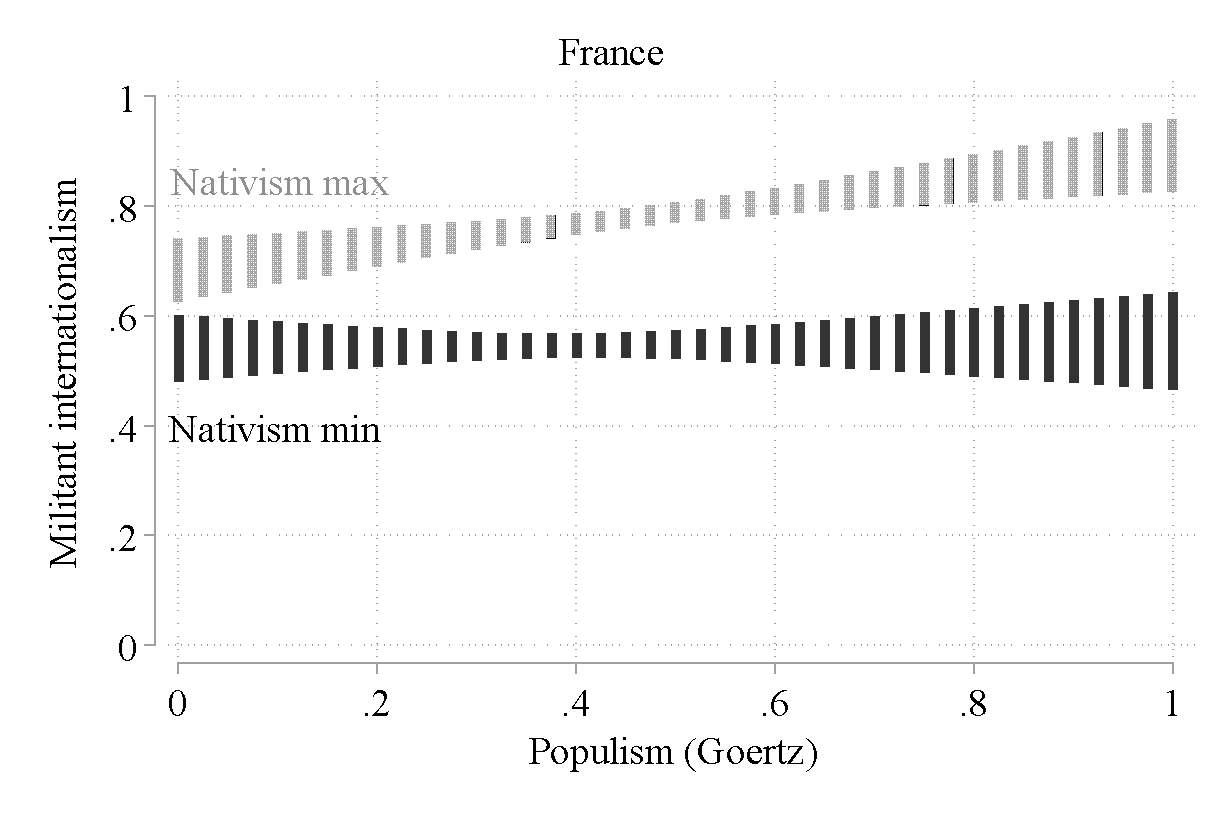 France
Militant internationalism
1
.8
.6
.4
.2
0
Nativism max
Nativism min
0 .2 .4 .6 .8 1
Populism (Goertz)